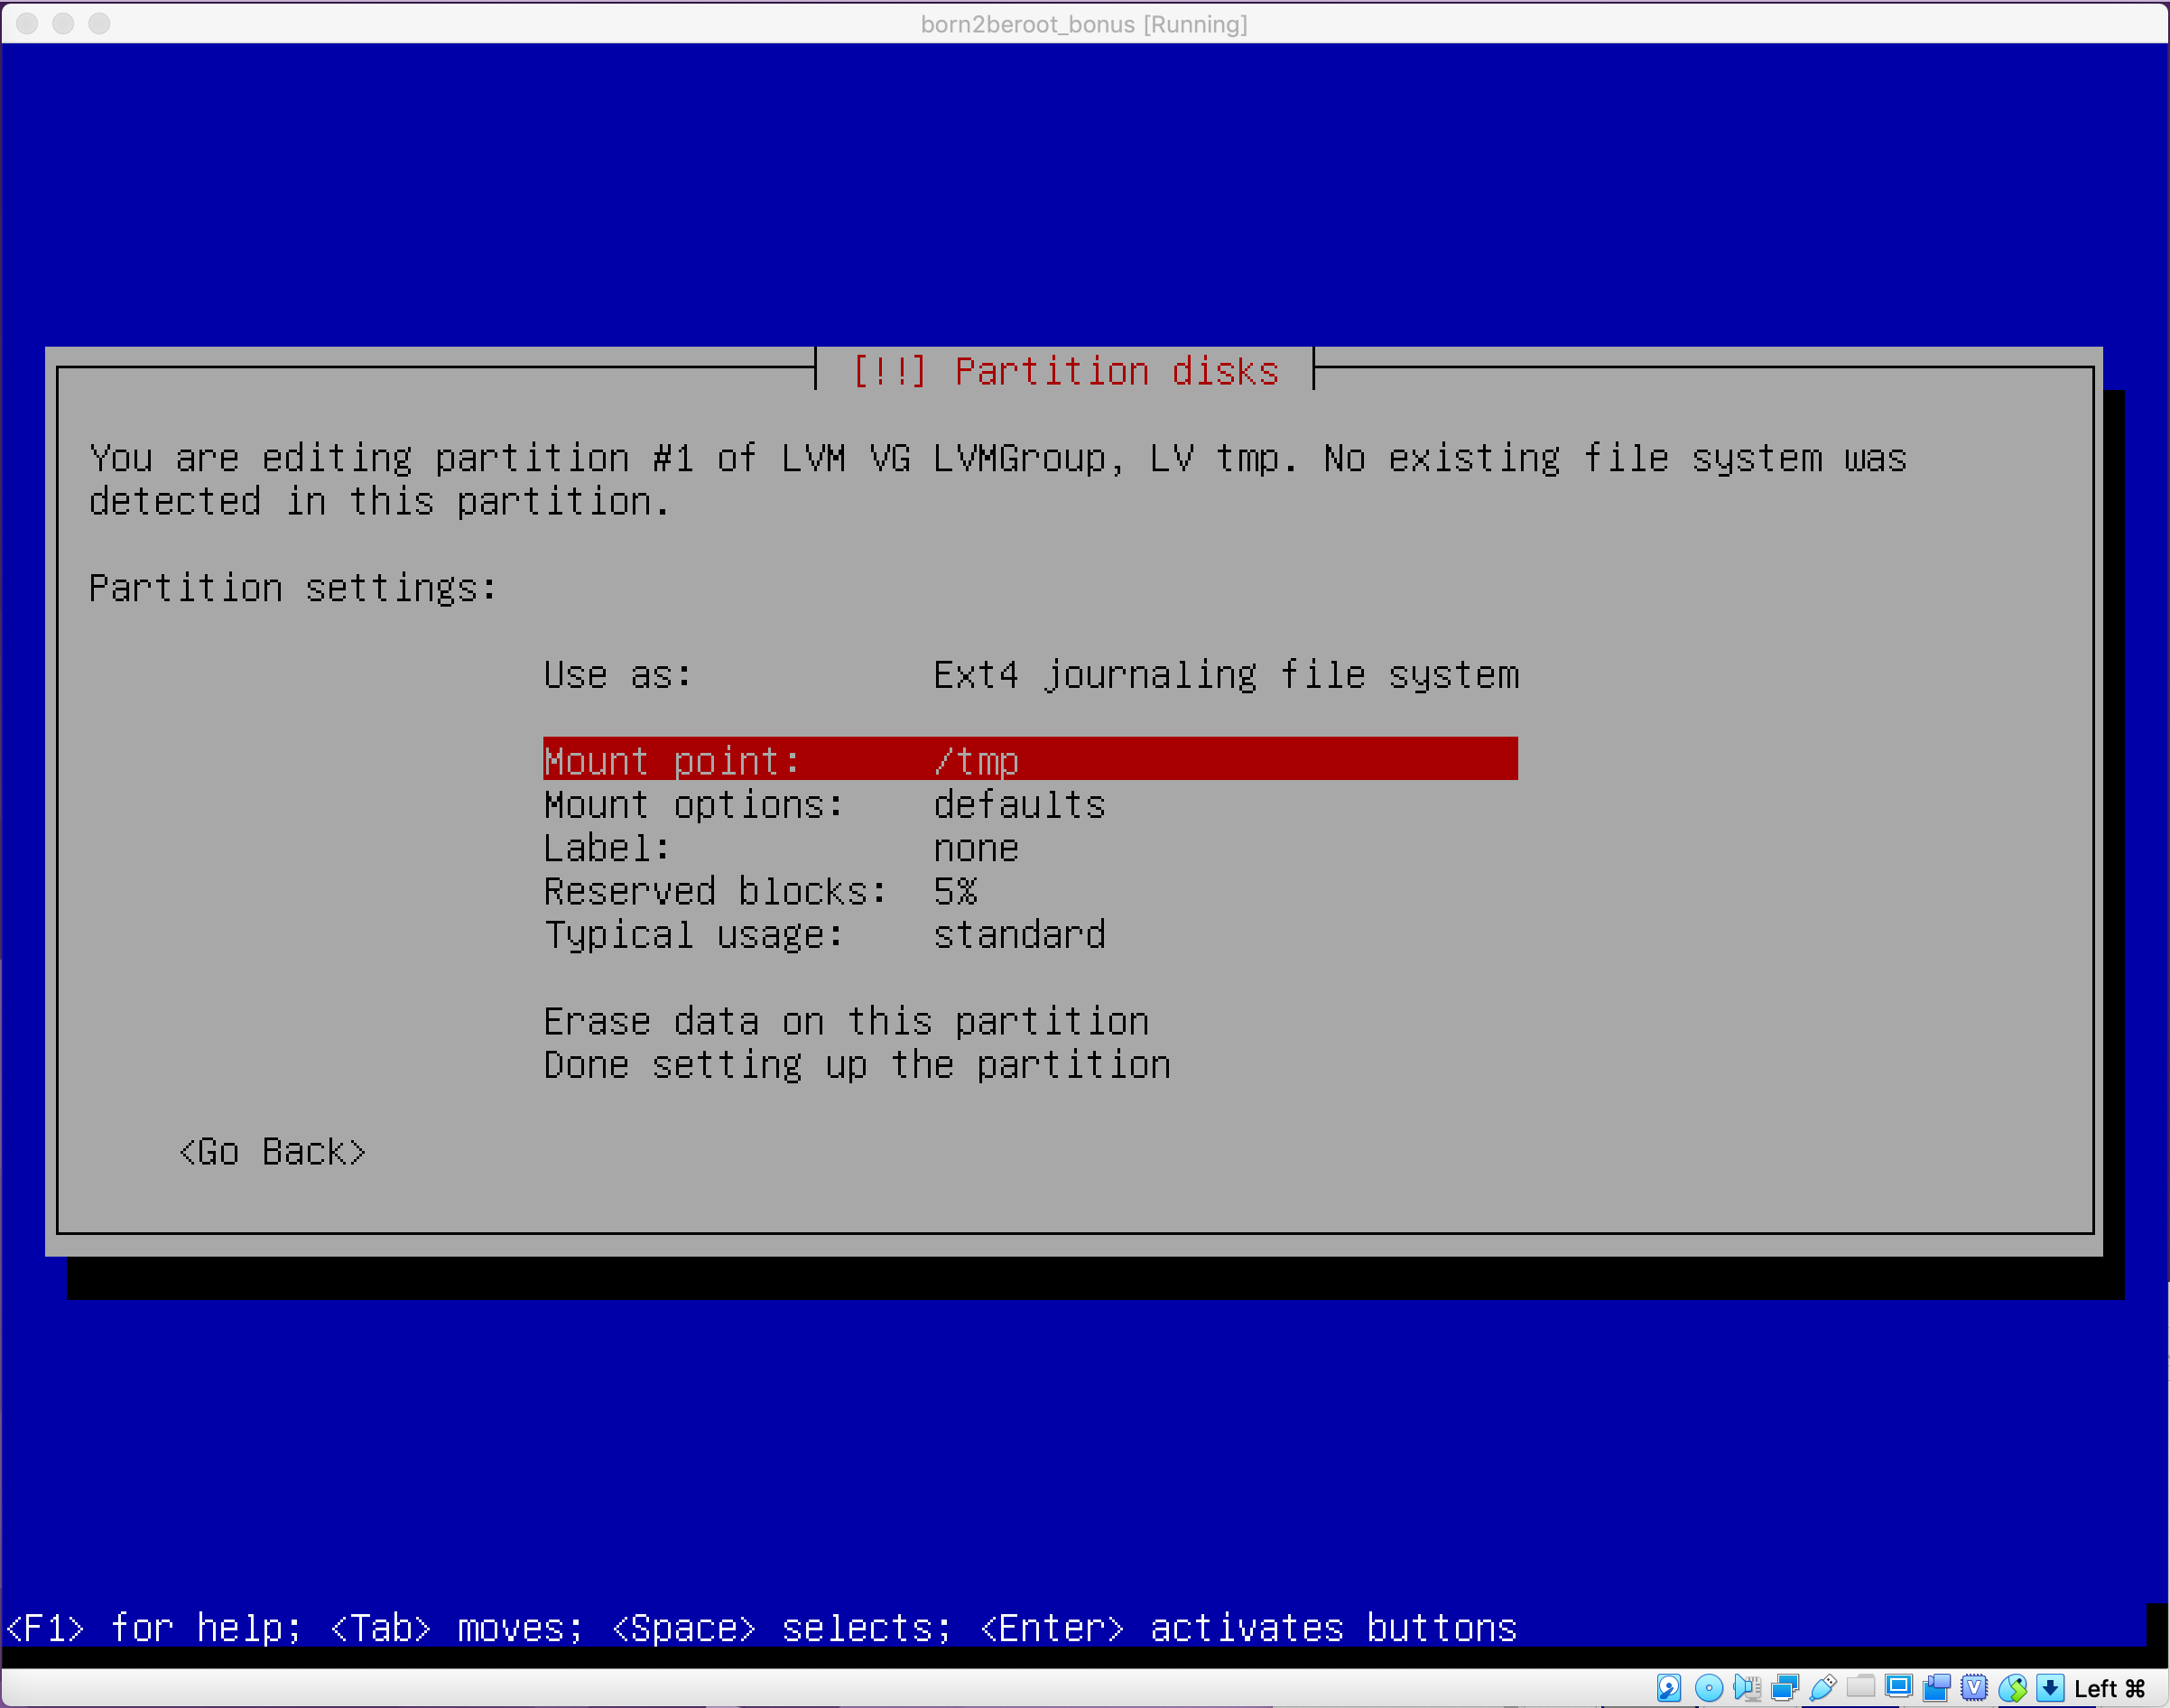 born2beroot_bonus [Running]
[!!] Partition disks
You are editing partition #1 of LVM VG LVMGroup, LV tmp. No existing file system was
detected in this partition.
Partition settings:
Use as: Ext4 journaling file system
Mount point: /tmp
Mount options: defaults
Label: none
Reserved blocks: 5%
Typical usage: standard
Erase data on this partition
Done setting up the partition
<Go Back>
<F1> for help; <Tab> moves; <Space> selects; <Enter> activates buttons
Left ⌘